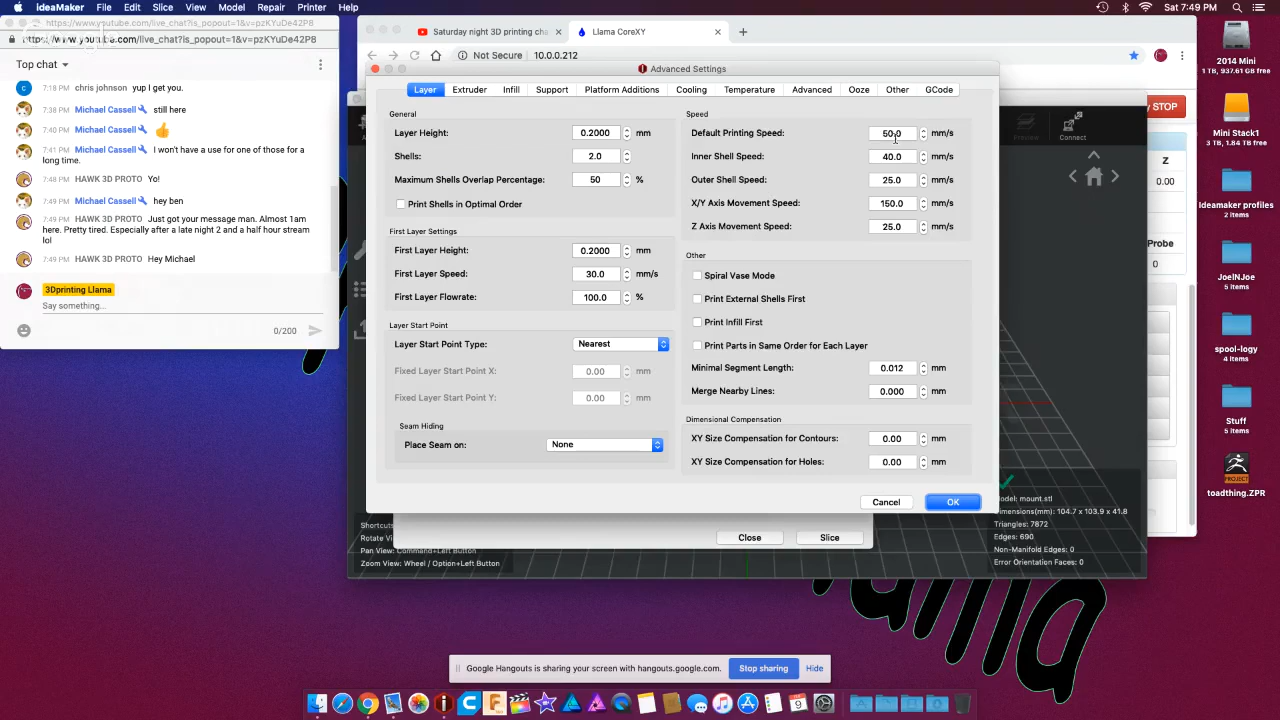 IdeaMaker File Edit Slice View Model Repair Printer Help
Sat 7:49 PM
https://www.youtube.com/live_chat?is_popout=1&v=pzKYuDe42P8
https://www.youtube.com/live_chat?is_popout=1&v=pzKYuDe4zP8
Top chat
7:18 PM chris johnson yup I get you.
7:38 PM Michael Cassell still here
7:40 PM Michael Cassell
7:41 PM Michael Cassell I won't have a use for one of those for a
long time.
7:48 PM HAWK 3D PROTO Yo!
7:49 PM Michael Cassell hey ben
7:49 PM HAWK 3D PROTO Just got your message man. Almost 1am
here. Pretty tired. Especially after a late night 2 and a half hour stream
lol
7:49 PM HAWK 3D PROTO Hey Michael
3Dprinting Llama
Say something...
0/200
Saturday night 3D printing cha
Llama CoreXY
Not Secure 10.0.0.212
Advanced Settings
Layer Extruder Infill Support Platform Additions Cooling Temperature Advanced Ooze Other GCode
General
Layer Height: 0.2000 mm
Shells: 2.0
Maximum Shells Overlap Percentage: 50 %
Print Shells in Optimal Order
First Layer Settings
First Layer Height: 0.2000 mm
First Layer Speed: 30.0 mm/s
First Layer Flowrate: 100.0 %
Layer Start Point
Layer Start Point Type: Nearest
Fixed Layer Start Point X: 0.00 mm
Fixed Layer Start Point Y: 0.00 mm
Seam Hiding
Place Seam on: None
Speed
Default Printing Speed: 50.0 mm/s
Inner Shell Speed: 40.0 mm/s
Outer Shell Speed: 25.0 mm/s
X/Y Axis Movement Speed: 150.0 mm/s
Z Axis Movement Speed: 25.0 mm/s
Other
Spiral Vase Mode
Print External Shells First
Print Infill First
Print Parts in Same Order for Each Layer
Minimal Segment Length: 0.012 mm
Merge Nearby Lines: 0.000 mm
Dimensional Compensation
XY Size Compensation for Contours: 0.00 mm
XY Size Compensation for Holes: 0.00 mm
Cancel OK
Close Slice
Shortcuts
Rotate Vi
Pan View: Command+Left Button
Zoom View: Wheel / Option+Left Button
Model: mount.stl
Dimensions(mm): 104.7 x 103.9 x 41.8
Triangles: 7872
Edges: 690
Non-Manifold Edges: 0
Error Orientation Faces: 0
Preview Connect
STOP
Z
0.00
Probe
0
2014 Mini
1 TB, 937.61 GB free
Mini Stack1
3 TB, 1.84 TB free
Ideamaker profiles
2 items
JoelNJoe
5 items
spool-logy
4 items
Stuff
5 items
PROJECT
toadthing.ZPR
Google Hangouts is sharing your screen with hangouts.google.com. Stop sharing Hide